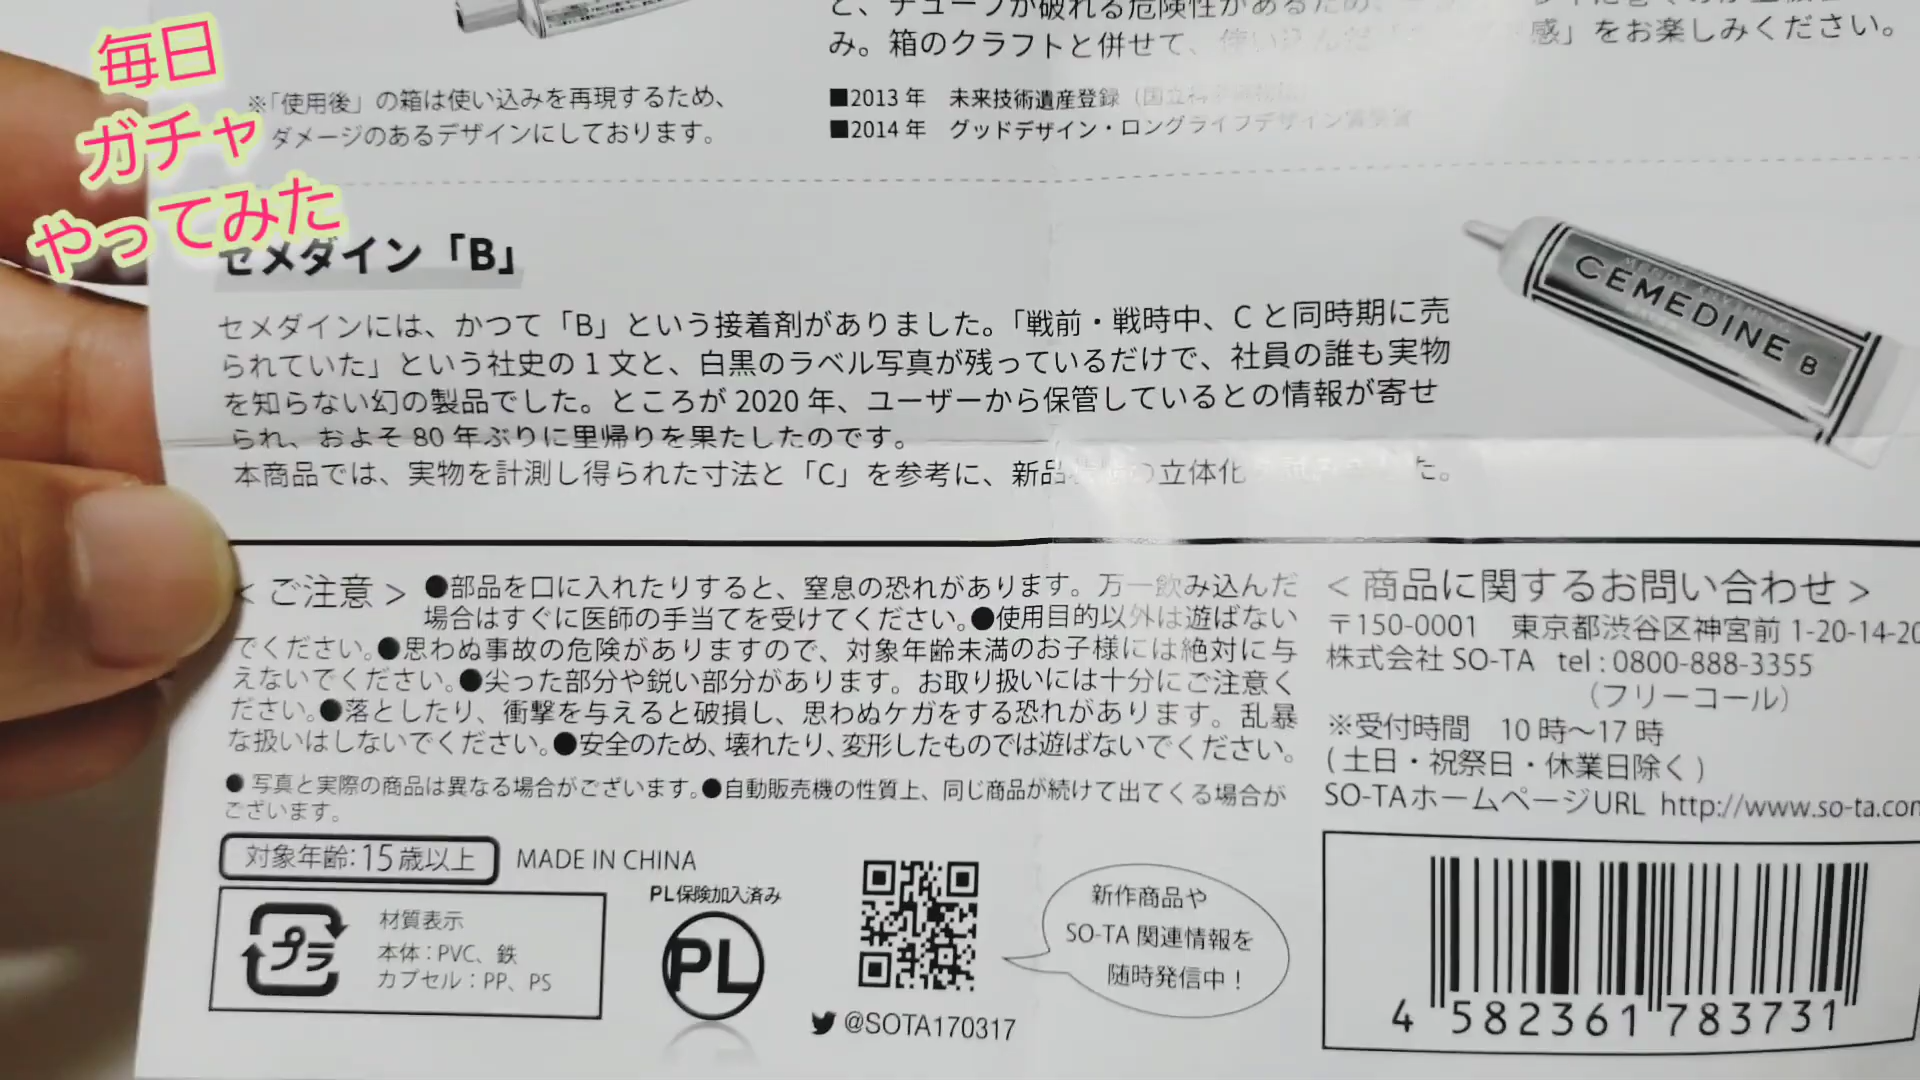 毎日
ガチャ
やってみた
と、チューブが破れる危険性があるため、
み。箱のクラフトと併せて、使い込んだ「 感」をお楽しみください。
※「使用後」の箱は使い込みを再現するため、
ダメージのあるデザインにしております。
■2013 年 未来技術遺産登録
■2014 年 グッドデザイン・ロングライフデザイン賞受賞
セメダイン「B」
セメダインには、かつて「B」という接着剤がありました。「戦前・戦時中、C と同時期に売
られていた」という社史の 1 文と、白黒のラベル写真が残っているだけで、社員の誰も実物
を知らない幻の製品でした。ところが 2020 年、ユーザーから保管しているとの情報が寄せ
られ、およそ 80 年ぶりに里帰りを果たしたのです。
本商品では、実物を計測し得られた寸法と「C」を参考に、新品 の立体化 試み した。
CEMEDINE B
< ご注意 > ●部品を口に入れたりすると、窒息の恐れがあります。万一飲み込んだ
場合はすぐに医師の手当てを受けてください。●使用目的以外は遊ばない
でください。●思わぬ事故の危険がありますので、対象年齢未満のお子様には絶対に与
えないでください。●尖った部分や鋭い部分があります。お取り扱いには十分にご注意く
ださい。●落としたり、衝撃を与えると破損し、思わぬケガをする恐れがあります。乱暴
な扱いはしないでください。●安全のため、壊れたり、変形したものでは遊ばないでください。
● 写真と実際の商品は異なる場合がございます。●自動販売機の性質上、同じ商品が続けて出てくる場合が
ございます。
対象年齢：15歳以上 MADE IN CHINA
プラ
材質表示
本体：PVC、鉄
カプセル：PP、PS
PL保険加入済み
PL
@SOTA170317
新作商品や
SO-TA 関連情報を
随時発信中！
< 商品に関するお問い合わせ >
〒150-0001 東京都渋谷区神宮前 1-20-14-20
株式会社 SO-TA tel : 0800-888-3355
（フリーコール）
※受付時間 10 時〜17 時
( 土日・祝祭日・休業日除く )
SO-TAホームページURL http://www.so-ta.com
4 582361 783731